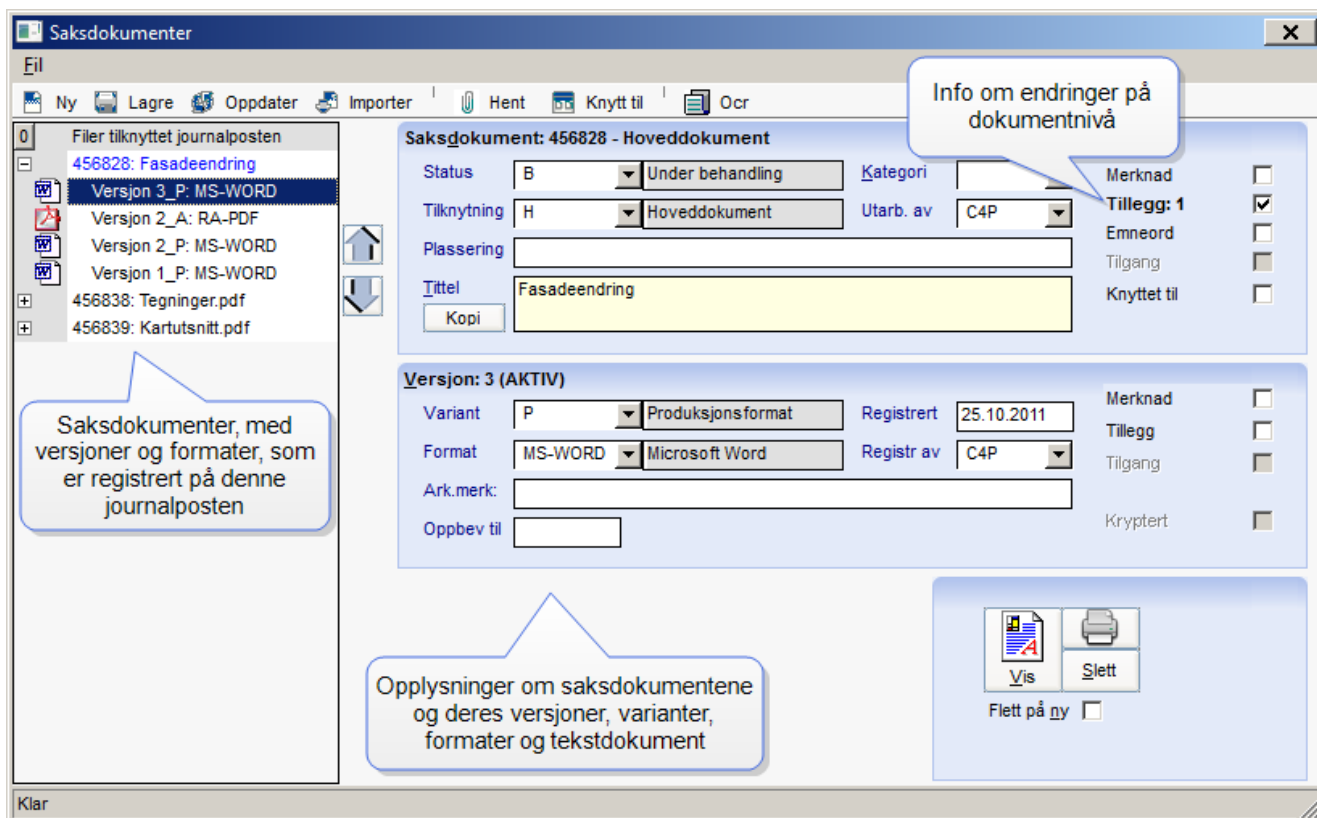 Saksdokumenter
Fil
Ny Lagre Oppdater Importer Hent Knytt til Ocr
Info om endringer på
dokumentnivå
0 Filer tilknyttet journalposten
456828: Fasadeendring
Versjon 3_P: MS-WORD
Versjon 2_A: RA-PDF
Versjon 2_P: MS-WORD
Versjon 1_P: MS-WORD
456838: Tegninger.pdf
456839: Kartutsnitt.pdf
Saksdokumenter, med
versjoner og formater, som
er registrert på denne
journalposten
Saksdokument: 456828 - Hoveddokument
Status B Under behandling Kategori
Tilknytning H Hoveddokument Utarb. av C4P
Plassering
Tittel Fasadeendring
Kopi
Merknad
Tillegg: 1
Emneord
Tilgang
Knyttet til
Versjon: 3 (AKTIV)
Variant P Produksjonsformat Registrert 25.10.2011
Format MS-WORD Microsoft Word Registr av C4P
Ark.merk:
Oppbev til
Merknad
Tillegg
Tilgang
Kryptert
Opplysninger om saksdokumentene
og deres versjoner, varianter,
formater og tekstdokument
Vis Slett
Flett på ny
Klar